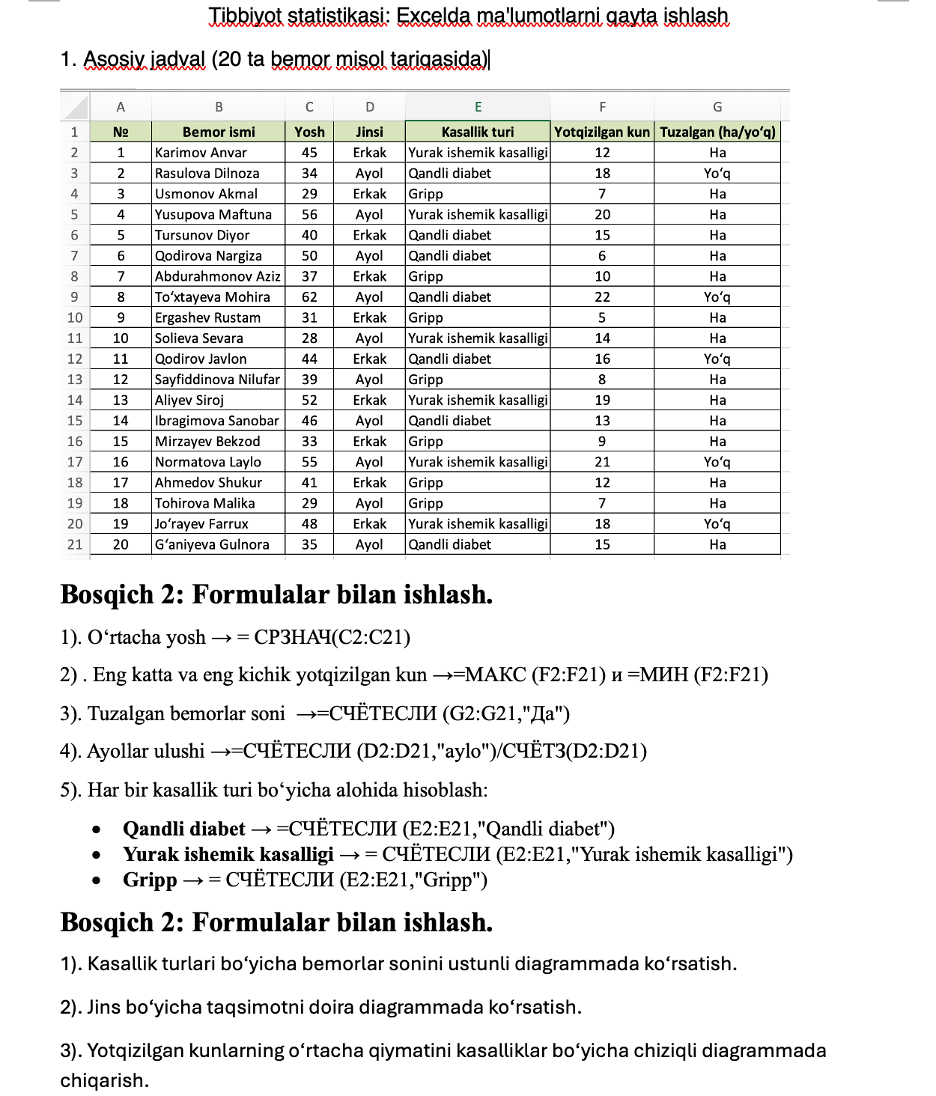 Tibbiyot statistikasi: Excelda ma'lumotlarni qayta ishlash
1. Asosiy jadval (20 ta bemor misol tariqasida)
A B C D E F G
1 № Bemor ismi Yosh Jinsi Kasallik turi Yotqizilgan kun Tuzalgan (ha/yo‘q)
2 1 Karimov Anvar 45 Erkak Yurak ishemik kasalligi 12 Ha
3 2 Rasulova Dilnoza 34 Ayol Qandli diabet 18 Yo‘q
4 3 Usmonov Akmal 29 Erkak Gripp 7 Ha
5 4 Yusupova Maftuna 56 Ayol Yurak ishemik kasalligi 20 Ha
6 5 Tursunov Diyor 40 Erkak Qandli diabet 15 Ha
7 6 Qodirova Nargiza 50 Ayol Qandli diabet 6 Ha
8 7 Abdurahmonov Aziz 37 Erkak Gripp 10 Ha
9 8 To‘xtayeva Mohira 62 Ayol Qandli diabet 22 Yo‘q
10 9 Ergashev Rustam 31 Erkak Gripp 5 Ha
11 10 Solieva Sevara 28 Ayol Yurak ishemik kasalligi 14 Ha
12 11 Qodirov Javlon 44 Erkak Qandli diabet 16 Yo‘q
13 12 Sayfiddinova Nilufar 39 Ayol Gripp 8 Ha
14 13 Aliyev Siroj 52 Erkak Yurak ishemik kasalligi 19 Ha
15 14 Ibragimova Sanobar 46 Ayol Qandli diabet 13 Ha
16 15 Mirzayev Bekzod 33 Erkak Gripp 9 Ha
17 16 Normatova Laylo 55 Ayol Yurak ishemik kasalligi 21 Yo‘q
18 17 Ahmedov Shukur 41 Erkak Gripp 12 Ha
19 18 Tohirova Malika 29 Ayol Gripp 7 Ha
20 19 Jo‘rayev Farrux 48 Erkak Yurak ishemik kasalligi 18 Yo‘q
21 20 G‘aniyeva Gulnora 35 Ayol Qandli diabet 15 Ha
Bosqich 2: Formulalar bilan ishlash.
1). O‘rtacha yosh → = СРЗНАЧ(C2:C21)
2) . Eng katta va eng kichik yotqizilgan kun →=МАКС (F2:F21) и =МИН (F2:F21)
3). Tuzalgan bemorlar soni →=СЧЁТЕСЛИ (G2:G21,"Да")
4). Ayollar ulushi →=СЧЁТЕСЛИ (D2:D21,"aylo")/СЧЁТЗ(D2:D21)
5). Har bir kasallik turi bo‘yicha alohida hisoblash:
• Qandli diabet → =СЧЁТЕСЛИ (E2:E21,"Qandli diabet")
• Yurak ishemik kasalligi → = СЧЁТЕСЛИ (E2:E21,"Yurak ishemik kasalligi")
• Gripp → = СЧЁТЕСЛИ (E2:E21,"Gripp")
Bosqich 2: Formulalar bilan ishlash.
1). Kasallik turlari bo‘yicha bemorlar sonini ustunli diagrammada ko‘rsatish.
2). Jins bo‘yicha taqsimotni doira diagrammada ko‘rsatish.
3). Yotqizilgan kunlarning o‘rtacha qiymatini kasalliklar bo‘yicha chiziqli diagrammada
chiqarish.